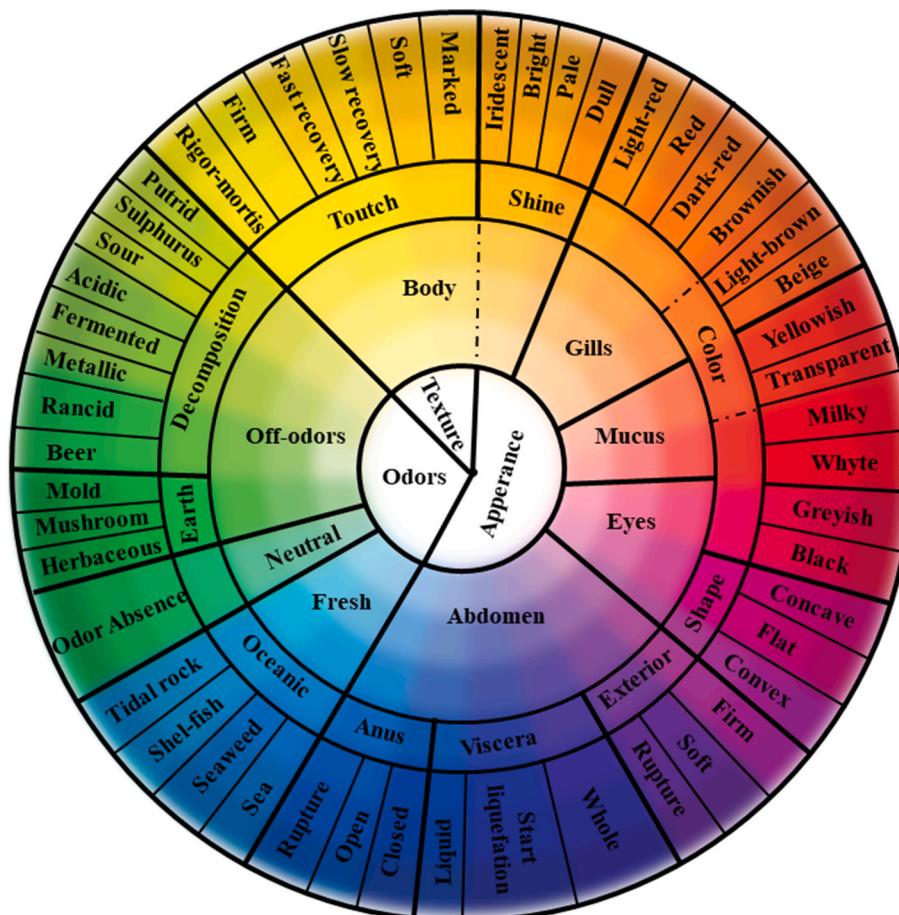 Iridescent
Bright
Pale
Dull
Light-red
Red
Dark-red
Brownish
Light-brown
Beige
Yellowish
Transparent
Milky
Whyte
Greyish
Black
Concave
Flat
Convex
Firm
Soft
Rupture
Whole
Start
liquefation
Liquid
Closed
Open
Rupture
Sea
Seaweed
Shel-fish
Tidal rock
Odor Absence
Herbaceous
Mushroom
Mold
Beer
Rancid
Metallic
Fermented
Acidic
Sour
Sulphurus
Putrid
Rigor-mortis
Firm
Fast recovery
Slow recovery
Soft
Marked
Toutch
Shine
Color
Shape
Exterior
Viscera
Anus
Oceanic
Earth
Decomposition
Body
Gills
Mucus
Eyes
Abdomen
Fresh
Neutral
Off-odors
Texture
Apperance
Odors